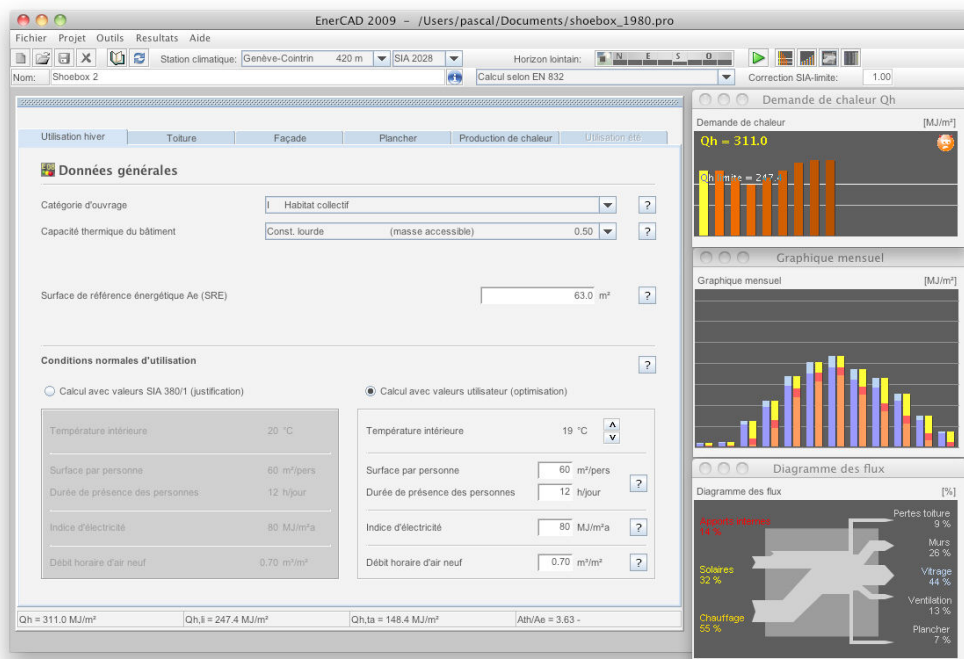 EnerCAD 2009 – /Users/pascal/Documents/shoebox_1980.pro
Fichier Projet Outils Resultats Aide
Station climatique: Genève-Cointrin 420 m SIA 2028 Horizon lointain: N E S O
Nom: Shoebox 2 Calcul selon EN 832 Correction SIA-limite: 1.00
Utilisation hiver Toiture Façade Plancher Production de chaleur Utilisation été
Données générales
Catégorie d'ouvrage I Habitat collectif ?
Capacité thermique du bâtiment Const. lourde (masse accessible) 0.50 ?
Surface de référence énergétique Ae (SRE) 63.0 m² ?
Conditions normales d'utilisation ?
Calcul avec valeurs SIA 380/1 (justification) Calcul avec valeurs utilisateur (optimisation)
Température intérieure 20 °C
Surface par personne 60 m²/pers
Durée de présence des personnes 12 h/jour
Indice d'électricité 80 MJ/m²a
Débit horaire d'air neuf 0.70 m³/m²
Température intérieure 19 °C
Surface par personne 60 m²/pers
Durée de présence des personnes 12 h/jour ?
Indice d'électricité 80 MJ/m²a ?
Débit horaire d'air neuf 0.70 m³/m² ?
Qh = 311.0 MJ/m² Qh,li = 247.4 MJ/m² Qh,ta = 148.4 MJ/m² Ath/Ae = 3.63 -
Demande de chaleur Qh
Demande de chaleur [MJ/m²]
Qh = 311.0
Qh limite = 247.4
Graphique mensuel
Graphique mensuel [MJ/m²]
Diagramme des flux
Diagramme des flux [%]
Apports internes
14 %
Solaires
32 %
Chauffage
55 %
Pertes toiture
9 %
Murs
26 %
Vitrage
44 %
Ventilation
13 %
Plancher
7 %